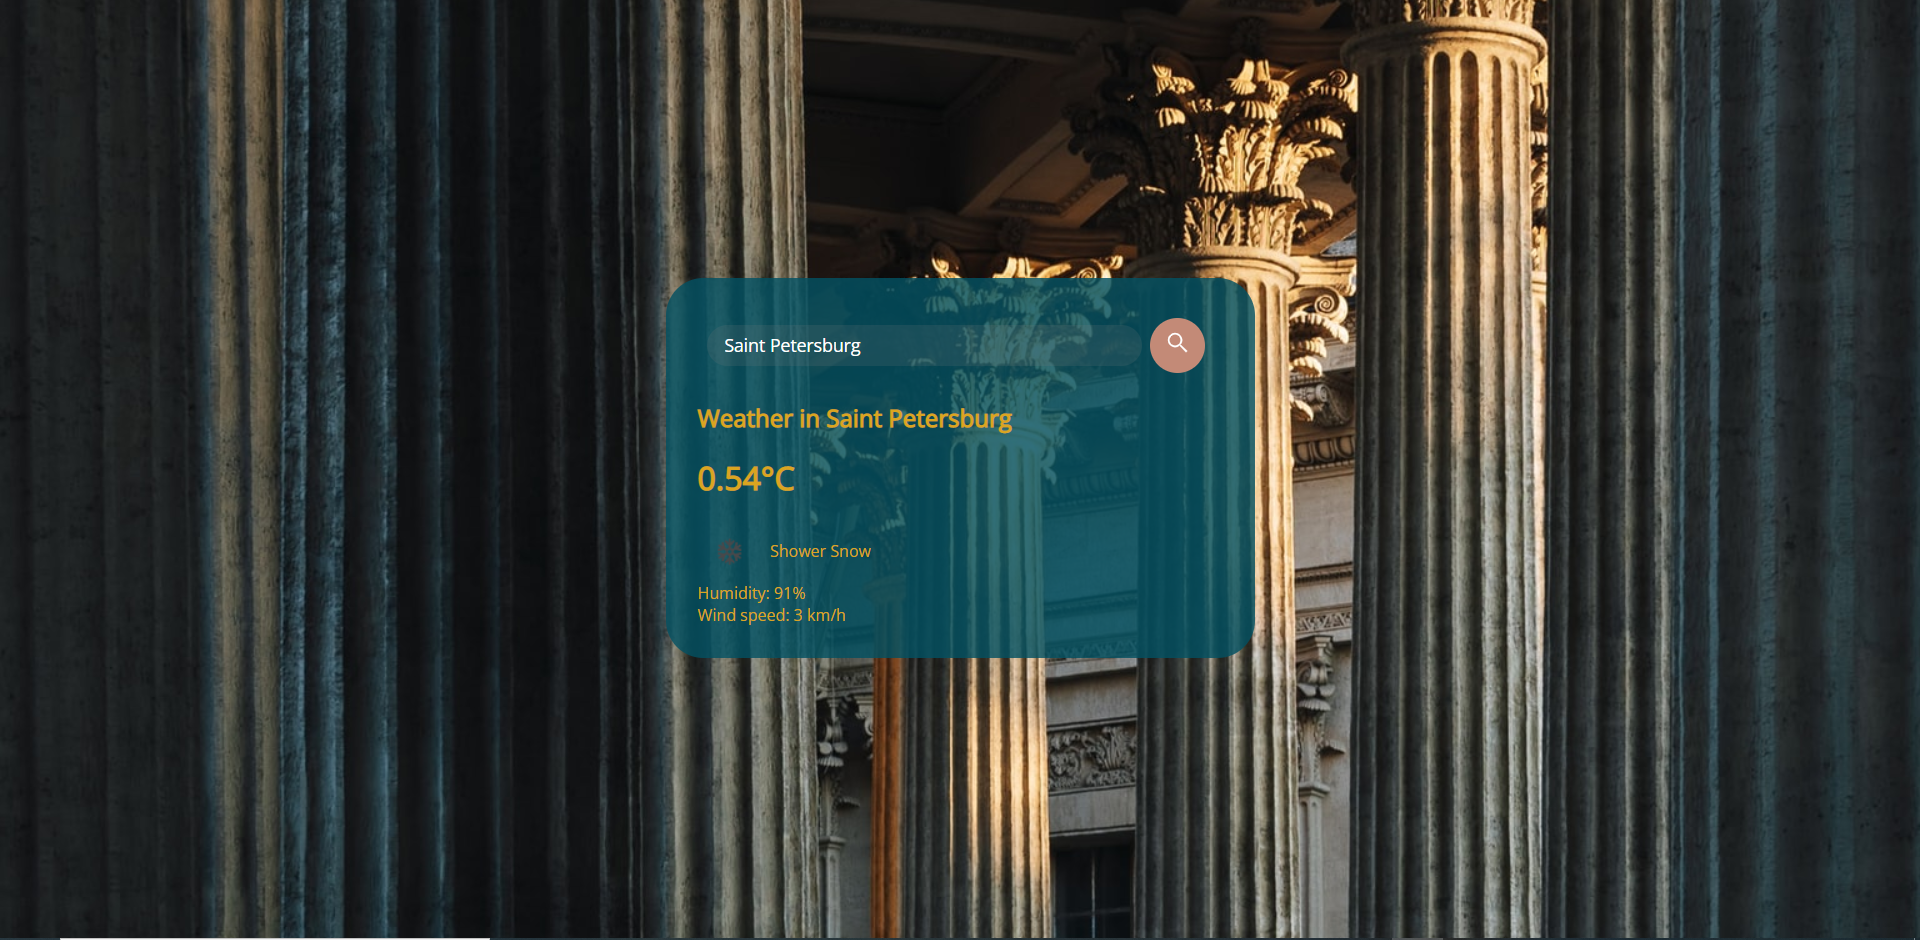 Saint Petersburg
Weather in Saint Petersburg
0.54°C
Shower Snow
Humidity: 91%
Wind speed: 3 km/h